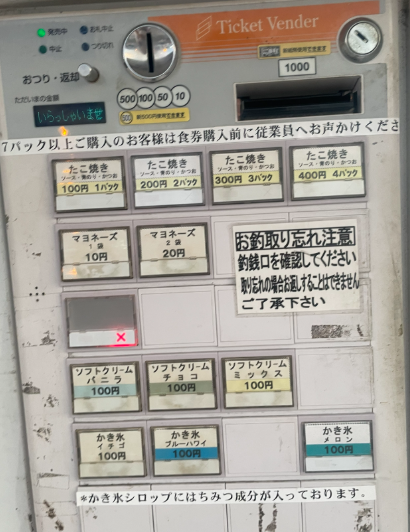 発売中
お札中止
中止
つり切れ
Ticket Vender
おつり・返却
ただいまの金額
いらっしゃいませ
500 100 50 10
1000
7パック以上ご購入のお客様は食券購入前に従業員へお声かけくださ
たこ焼き
ソース・青のり・かつお
100円 1パック
たこ焼き
ソース・青のり・かつお
200円 2パック
たこ焼き
ソース・青のり・かつお
300円 3パック
たこ焼き
ソース・青のり・かつお
400円 4パック
マヨネーズ
1袋
10円
マヨネーズ
2袋
20円
お釣取り忘れ注意
釣銭口を確認してください
取り忘れの場合お返しすることはできません
ご了承下さい
ソフトクリーム
バニラ
100円
ソフトクリーム
チョコ
100円
ソフトクリーム
ミックス
100円
かき氷
イチゴ
100円
かき氷
ブルーハワイ
100円
かき氷
メロン
100円
*かき氷シロップにはちみつ成分が入っております。